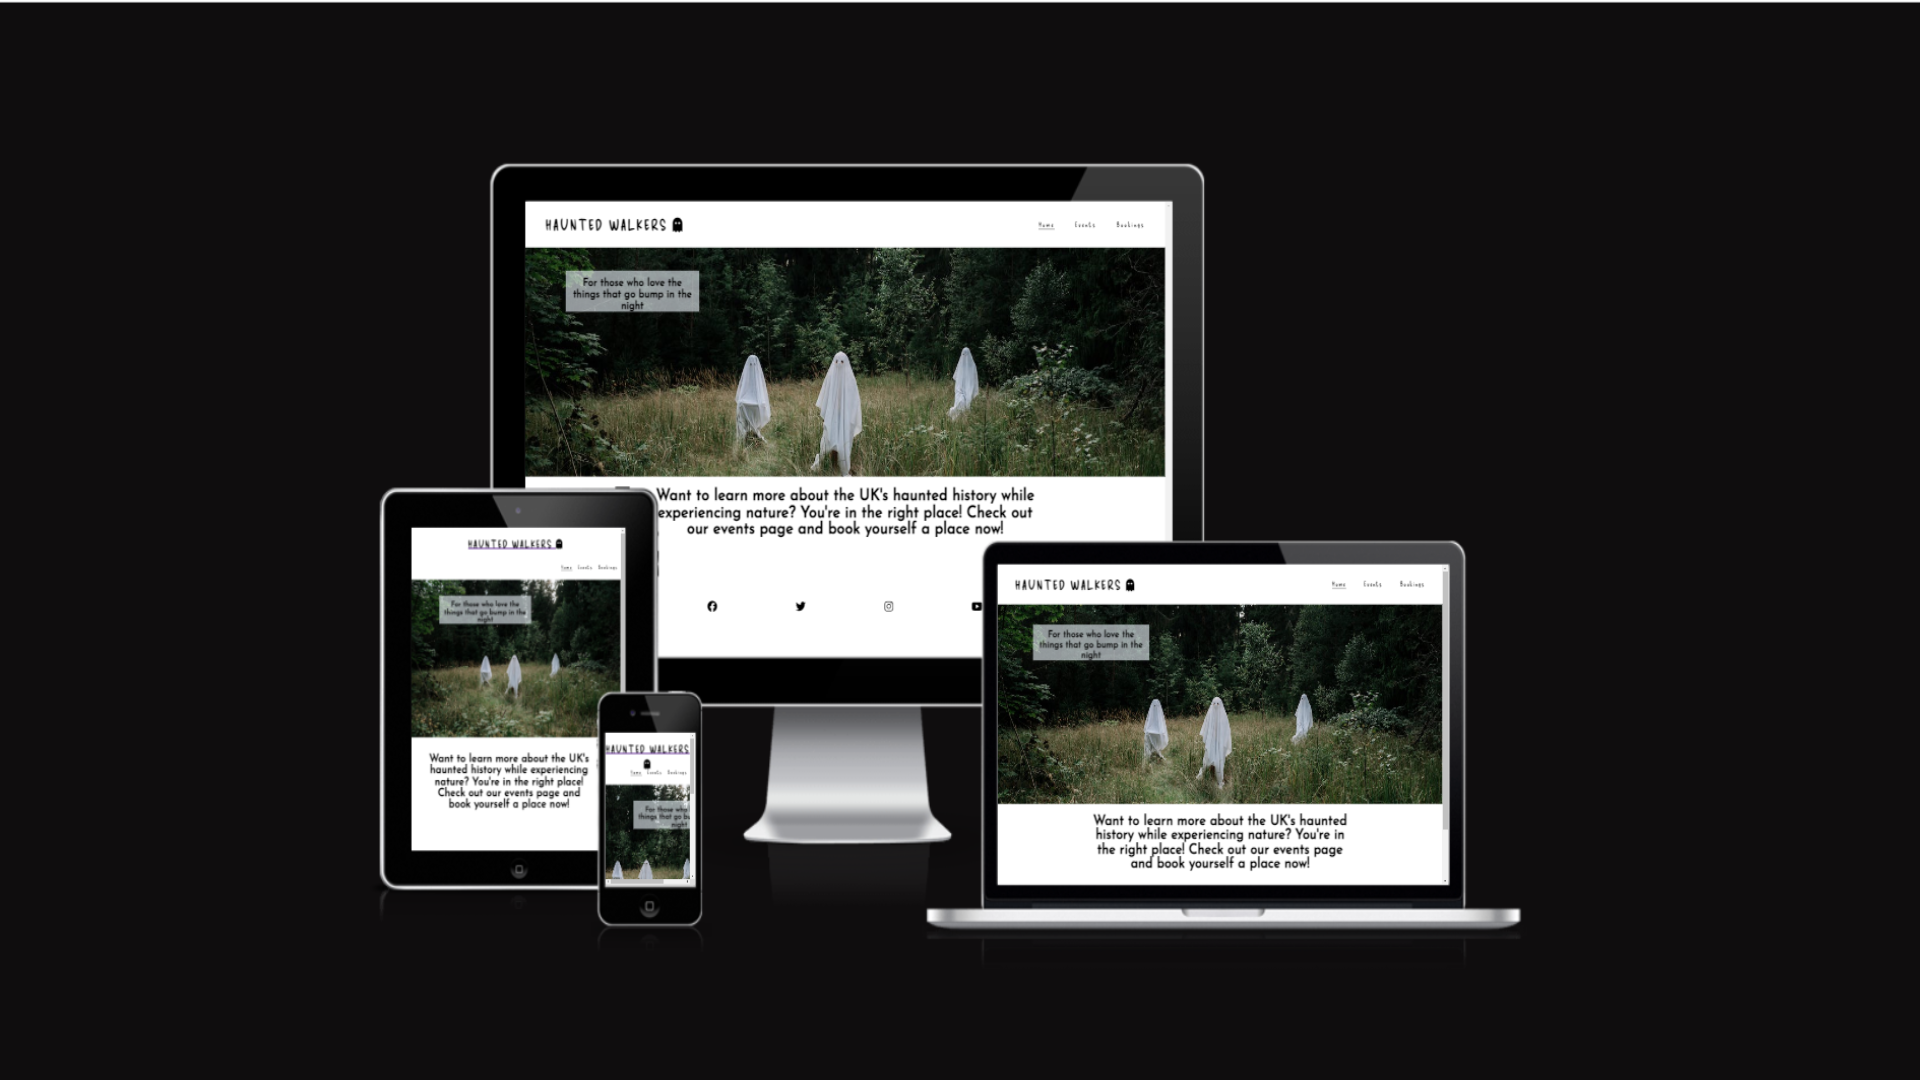 HAUNTED WALKERS
Home Events Bookings
For those who love the
things that go bump in the
night
Want to learn more about the UK's haunted history while
experiencing nature? You're in the right place! Check out
our events page and book yourself a place now!
HAUNTED WALKERS
Home Events Bookings
For those who love the
things that go bump in the
night
Want to learn more about the UK's
haunted history while experiencing
nature? You're in the right place!
Check out our events page and
book yourself a place now!
HAUNTED WALKERS
Home Events Bookings
For those who
things that go bu
night
HAUNTED WALKERS
Home Events Bookings
For those who love the
things that go bump in the
night
Want to learn more about the UK's haunted
history while experiencing nature? You're in
the right place! Check out our events page
and book yourself a place now!